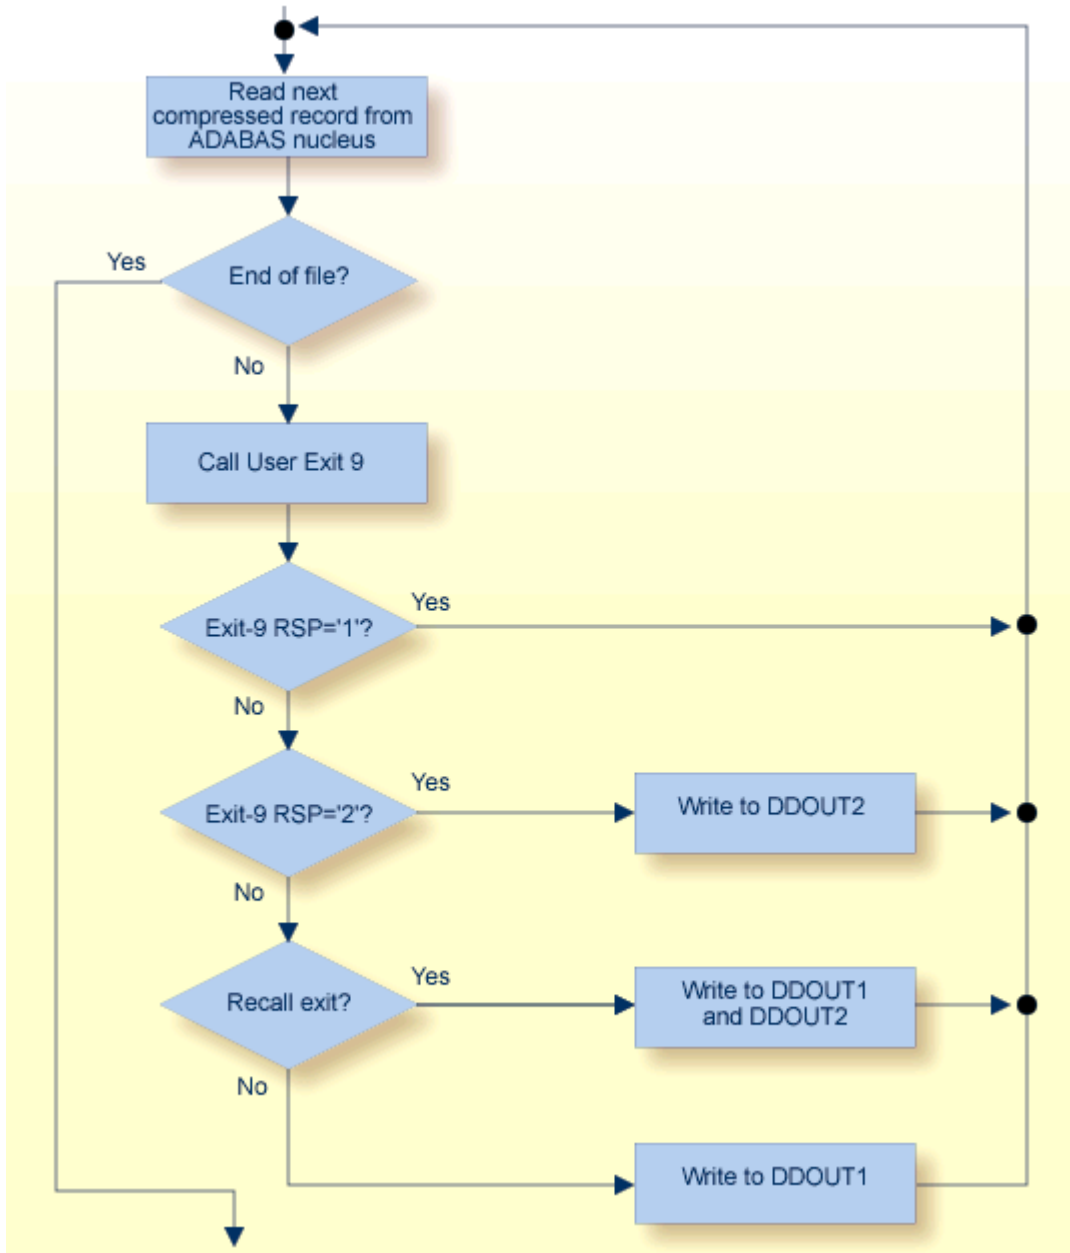 Read next
compressed record from
ADABAS nucleus
Yes
End of file?
No
Call User Exit 9
Yes
Exit-9 RSP='1'?
No
Yes
Exit-9 RSP='2'?
Write to DDOUT2
No
Yes
Recall exit?
Write to DDOUT1
and DDOUT2
No
Write to DDOUT1